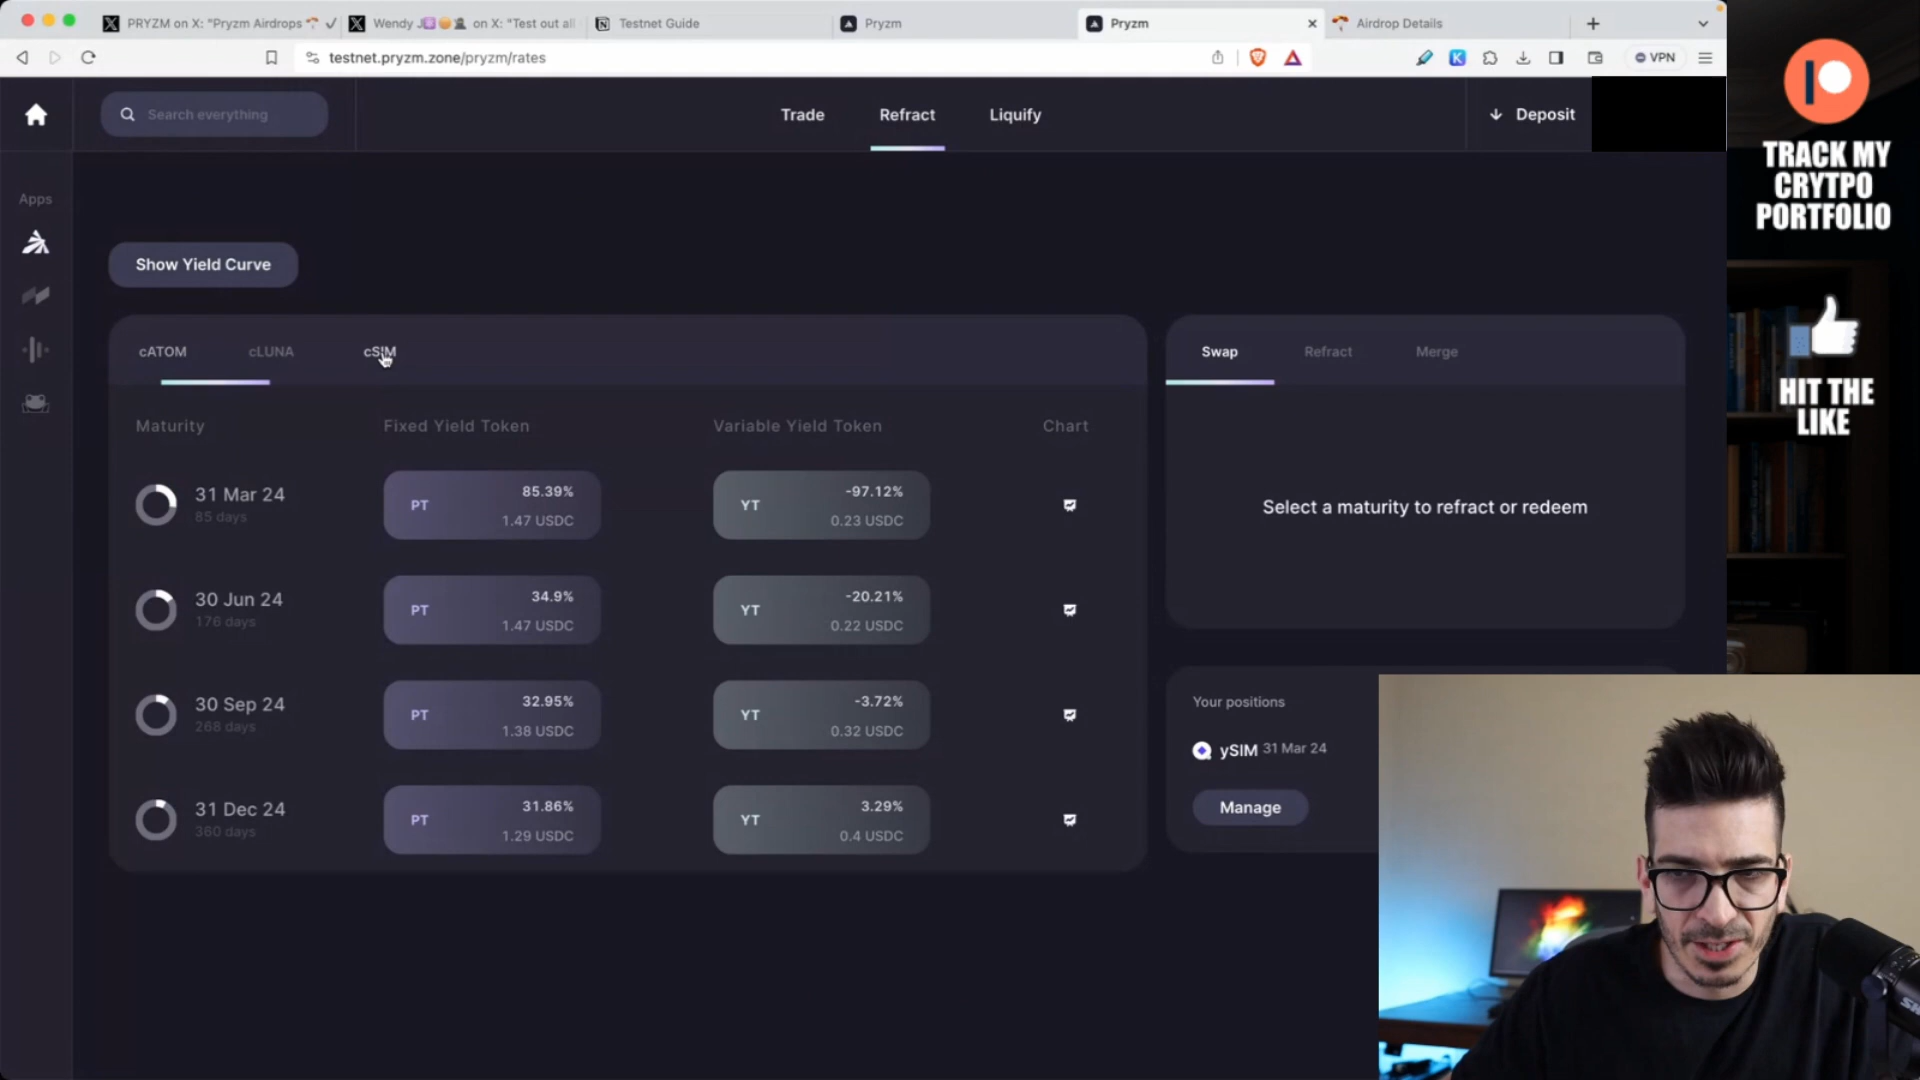 PRYZM on X: "Pryzm Airdrops
Wendy J on X: "Test out all
Testnet Guide
Pryzm
Pryzm
Airdrop Details
testnet.pryzm.zone/pryzm/rates
VPN
Search everything
Trade
Refract
Liquify
Deposit
Apps
Show Yield Curve
cATOM
cLUNA
cSIM
Maturity
Fixed Yield Token
Variable Yield Token
Chart
31 Mar 24
85 days
PT
85.39%
1.47 USDC
YT
-97.12%
0.23 USDC
30 Jun 24
176 days
PT
34.9%
1.47 USDC
YT
-20.21%
0.22 USDC
30 Sep 24
268 days
PT
32.95%
1.38 USDC
YT
-3.72%
0.32 USDC
31 Dec 24
360 days
PT
31.86%
1.29 USDC
YT
3.29%
0.4 USDC
Swap
Refract
Merge
Select a maturity to refract or redeem
Your positions
ySIM 31 Mar 24
Manage
TRACK MY
CRYTPO
PORTFOLIO
HIT THE
LIKE